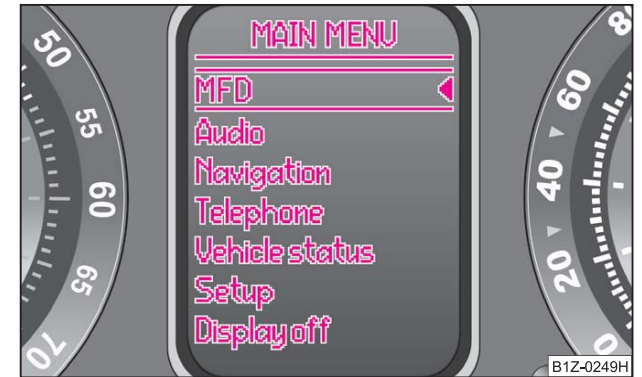 MAIN MENU
MFD
Audio
Navigation
Telephone
Vehicle status
Setup
Display off
50
55
60
65
70
80
60
40
20
0
B1Z-0249H